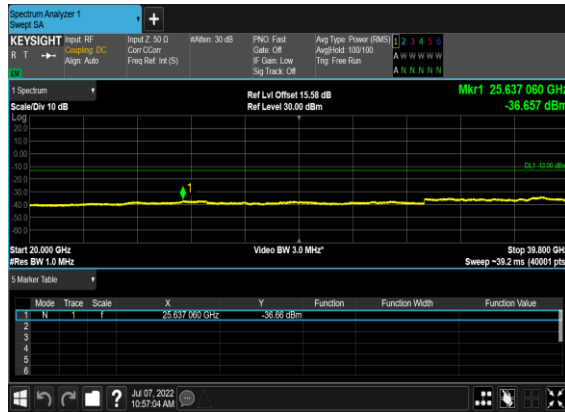 Spectrum Analyzer 1
Swept SA
+
KEYSIGHT Input: RF Input Z: 50 Ω #Atten: 30 dB PNO: Fast Avg Type: Power (RMS) 1 2 3 4 5 6
R T Coupling: DC Corr CCorr Gate: Off Avg|Hold: 100/100 A W W W W W
Align: Auto Freq Ref: Int (S) IF Gain: Low Trig: Free Run
Sig Track: Off A N N N N N
1 Spectrum
Ref Lvl Offset 15.58 dB Mkr1 25.637 060 GHz
Scale/Div 10 dB Ref Level 30.00 dBm -36.657 dBm
Log
20.0
10.0
0.00
-10.0 DL1 -13.00 dBm
-20.0
-30.0 1
-40.0
-50.0
-60.0
Start 20.000 GHz Video BW 3.0 MHz* Stop 39.800 GHz
#Res BW 1.0 MHz Sweep ~39.2 ms (40001 pts)
5 Marker Table
Mode Trace Scale X Y Function Function Width Function Value
1 N 1 f 25.637 060 GHz -36.66 dBm
2
3
4
5
6
? Jul 07, 2022
10:57:04 AM